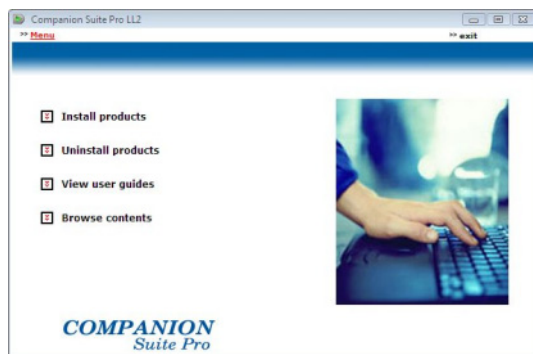 Companion Suite Pro LL2
>> Menu
>> exit
Install products
Uninstall products
View user guides
Browse contents
COMPANION
Suite Pro